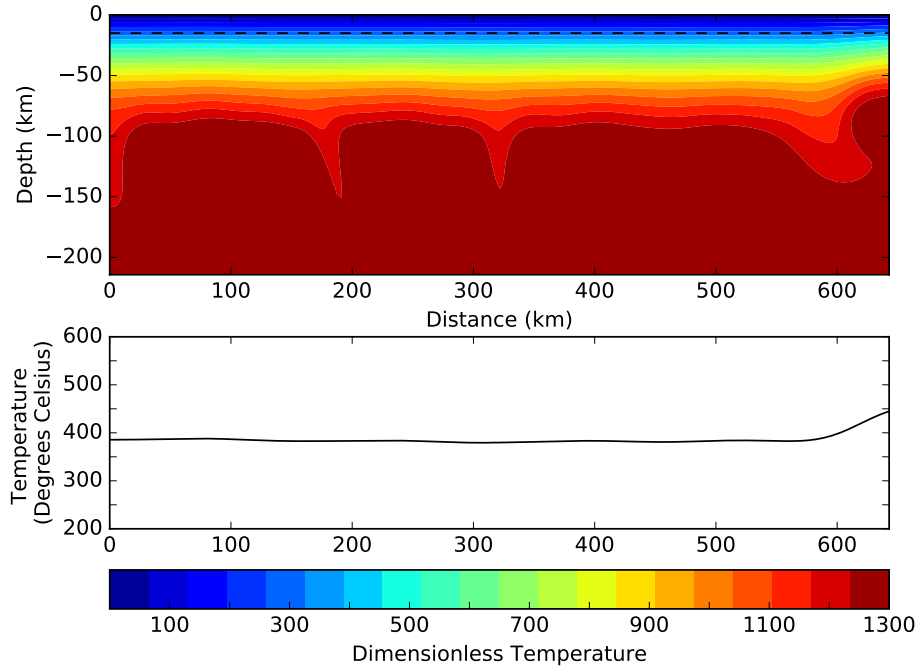 0
−50
−100
−150
−200
Depth (km)
0 100 200 300 400 500 600
Distance (km)
600
500
400
300
200
Temperature
(Degrees Celsius)
0 100 200 300 400 500 600
100 300 500 700 900 1100 1300
Dimensionless Temperature